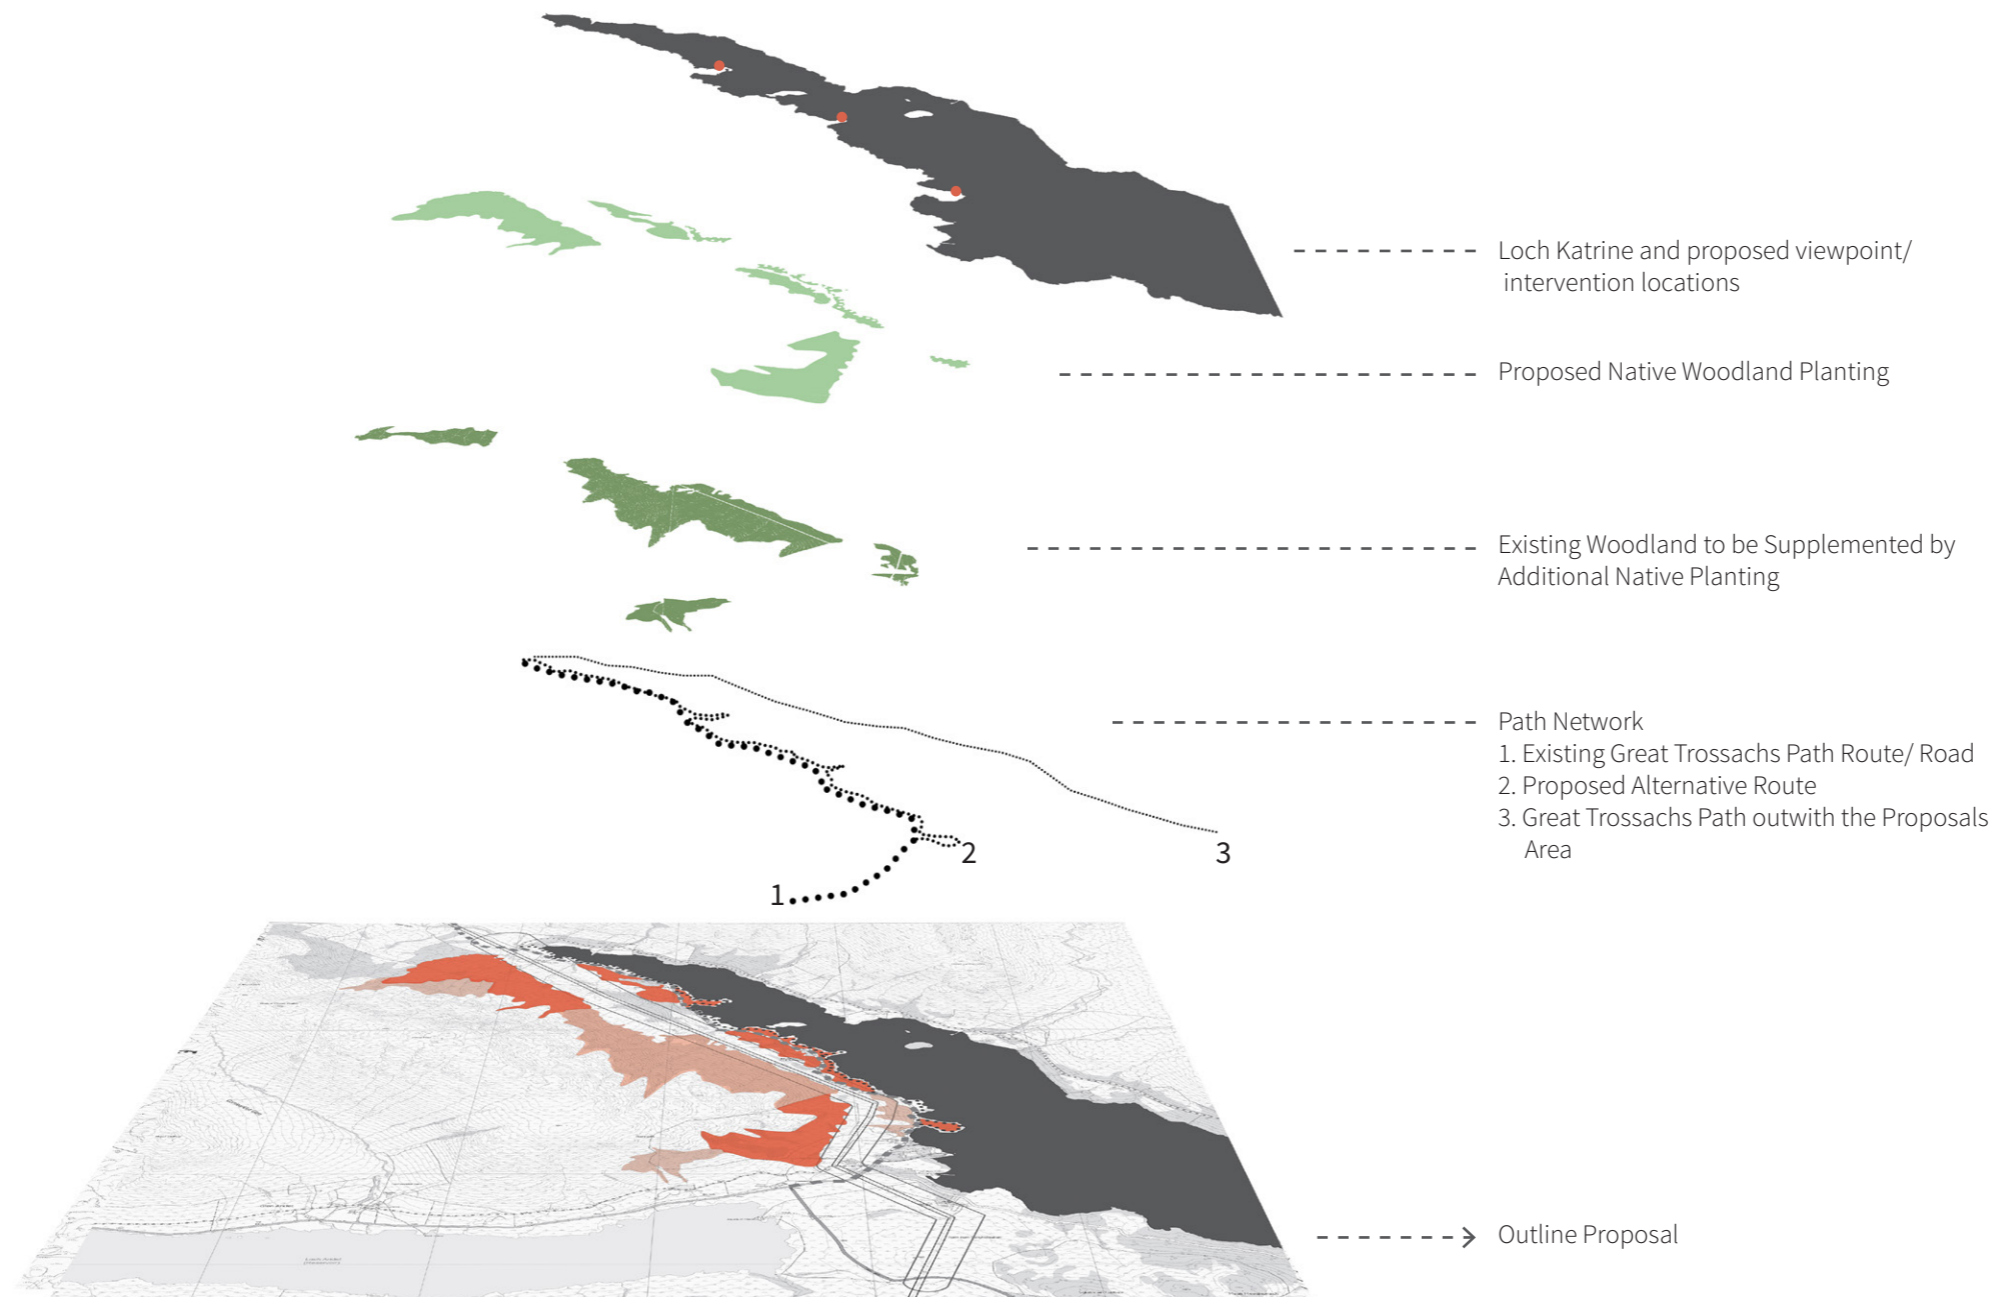 Loch Katrine and proposed viewpoint/
intervention locations
Proposed Native Woodland Planting
Existing Woodland to be Supplemented by
Additional Native Planting
Path Network
1. Existing Great Trossachs Path Route/ Road
2. Proposed Alternative Route
3. Great Trossachs Path outwith the Proposals
Area
2
3
1
Outline Proposal